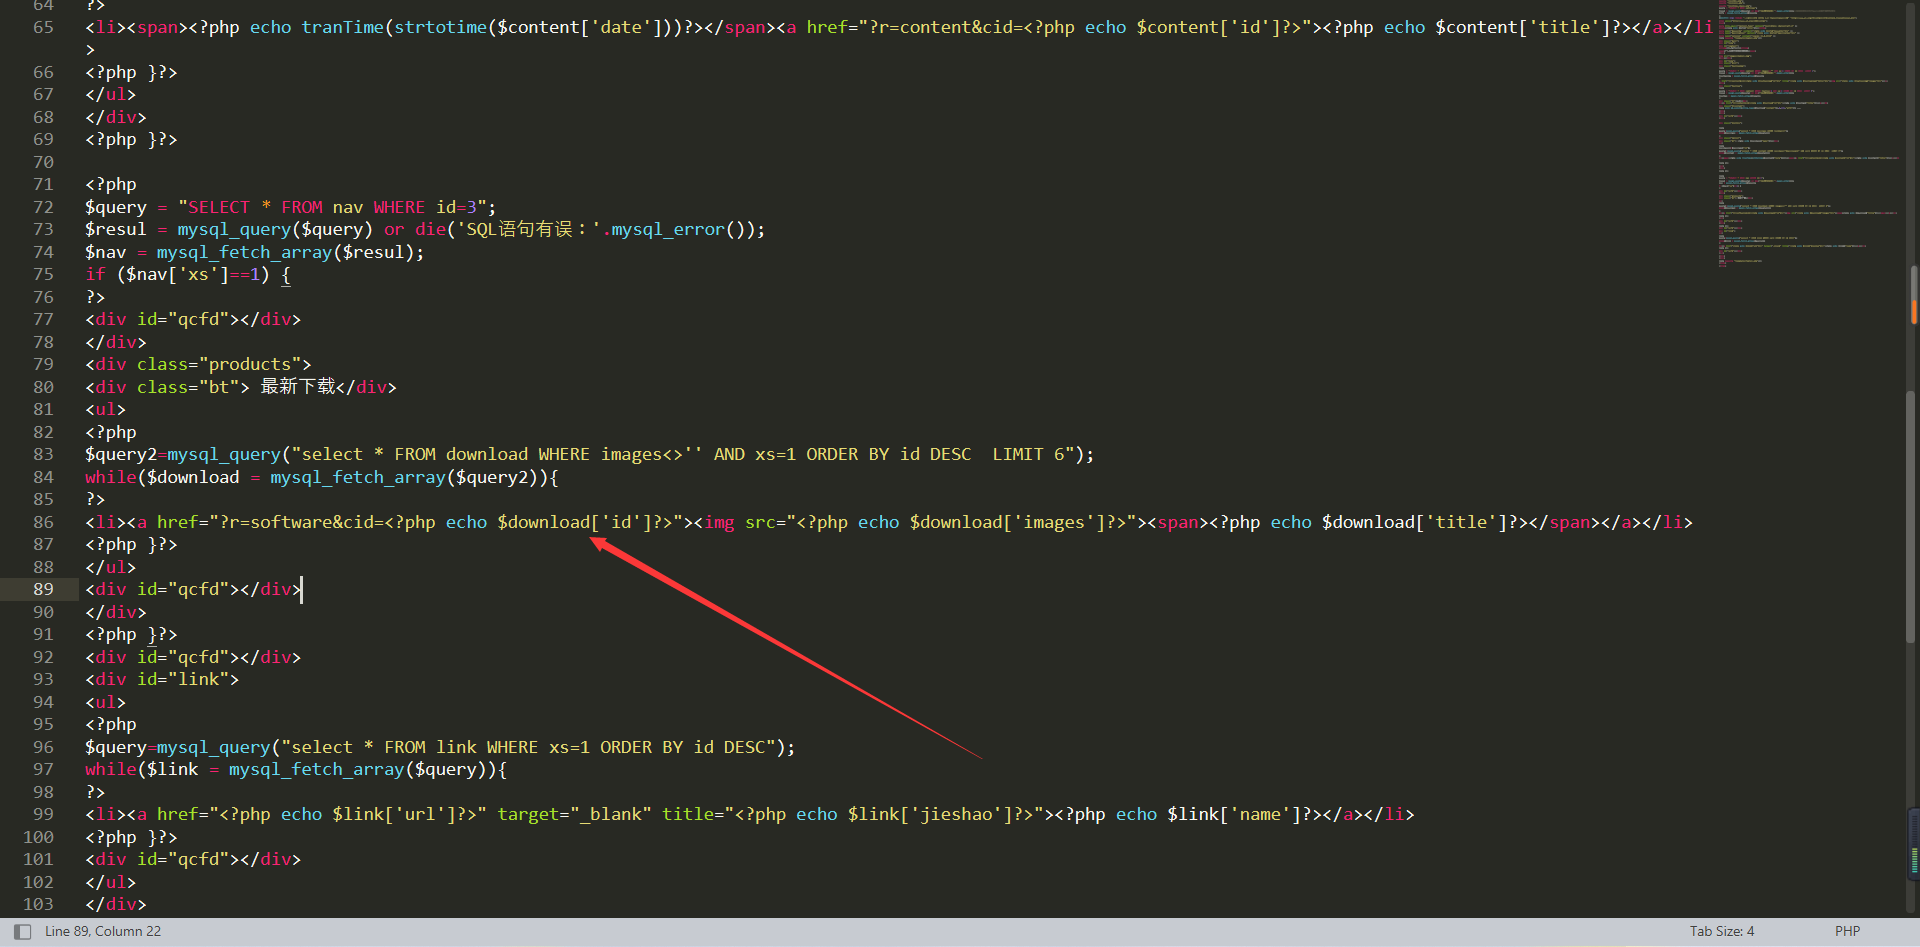 64 ?>
65 <li><span><?php echo tranTime(strtotime($content['date']))?></span><a href="?r=content&cid=<?php echo $content['id']?>"><?php echo $content['title']?></a></li
>
66 <?php }?>
67 </ul>
68 </div>
69 <?php }?>
70
71 <?php
72 $query = "SELECT * FROM nav WHERE id=3";
73 $resul = mysql_query($query) or die('SQL语句有误：'.mysql_error());
74 $nav = mysql_fetch_array($resul);
75 if ($nav['xs']==1) {
76 ?>
77 <div id="qcfd"></div>
78 </div>
79 <div class="products">
80 <div class="bt"> 最新下载</div>
81 <ul>
82 <?php
83 $query2=mysql_query("select * FROM download WHERE images<>'' AND xs=1 ORDER BY id DESC  LIMIT 6");
84 while($download = mysql_fetch_array($query2)){
85 ?>
86 <li><a href="?r=software&cid=<?php echo $download['id']?>"><img src="<?php echo $download['images']?>"><span><?php echo $download['title']?></span></a></li>
87 <?php }?>
88 </ul>
89 <div id="qcfd"></div>
90 </div>
91 <?php }?>
92 <div id="qcfd"></div>
93 <div id="link">
94 <ul>
95 <?php
96 $query=mysql_query("select * FROM link WHERE xs=1 ORDER BY id DESC");
97 while($link = mysql_fetch_array($query)){
98 ?>
99 <li><a href="<?php echo $link['url']?>" target="_blank" title="<?php echo $link['jieshao']?>"><?php echo $link['name']?></a></li>
100 <?php }?>
101 <div id="qcfd"></div>
102 </ul>
103 </div>
Line 89, Column 22
Tab Size: 4
PHP